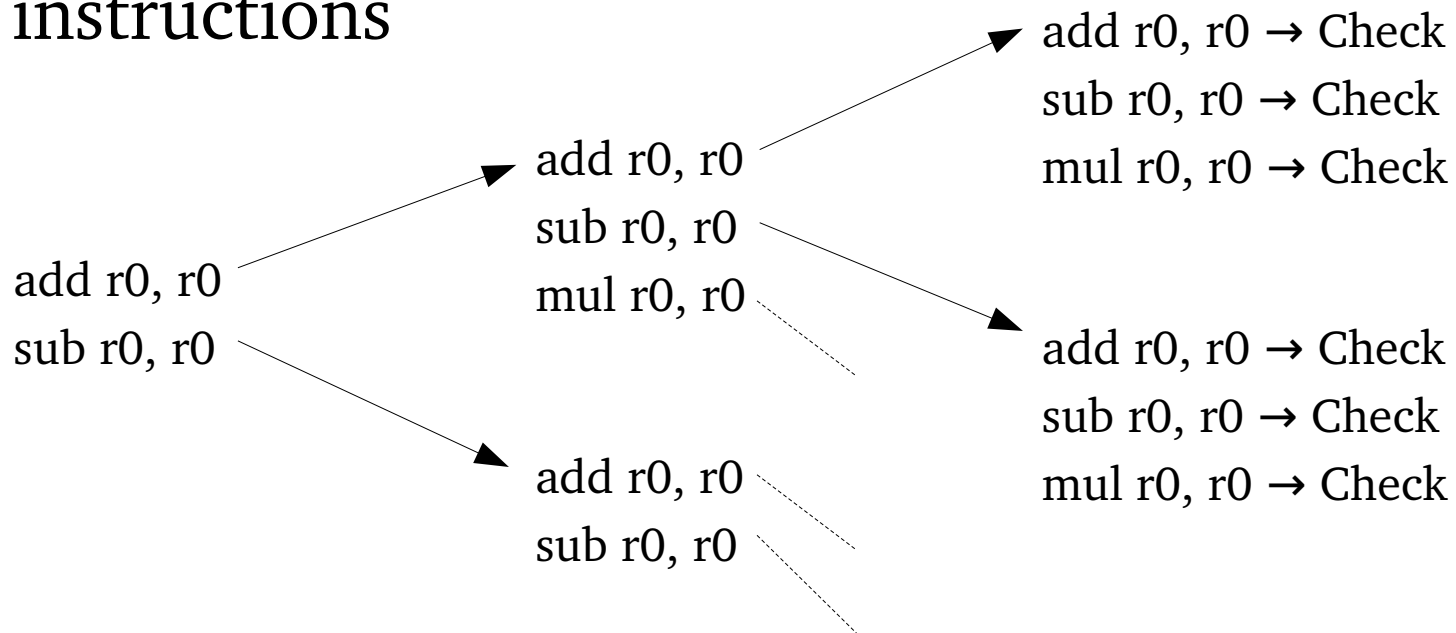 instructions
add r0, r0
sub r0, r0
add r0, r0
sub r0, r0
mul r0, r0
add r0, r0
sub r0, r0
add r0, r0 → Check
sub r0, r0 → Check
mul r0, r0 → Check
add r0, r0 → Check
sub r0, r0 → Check
mul r0, r0 → Check